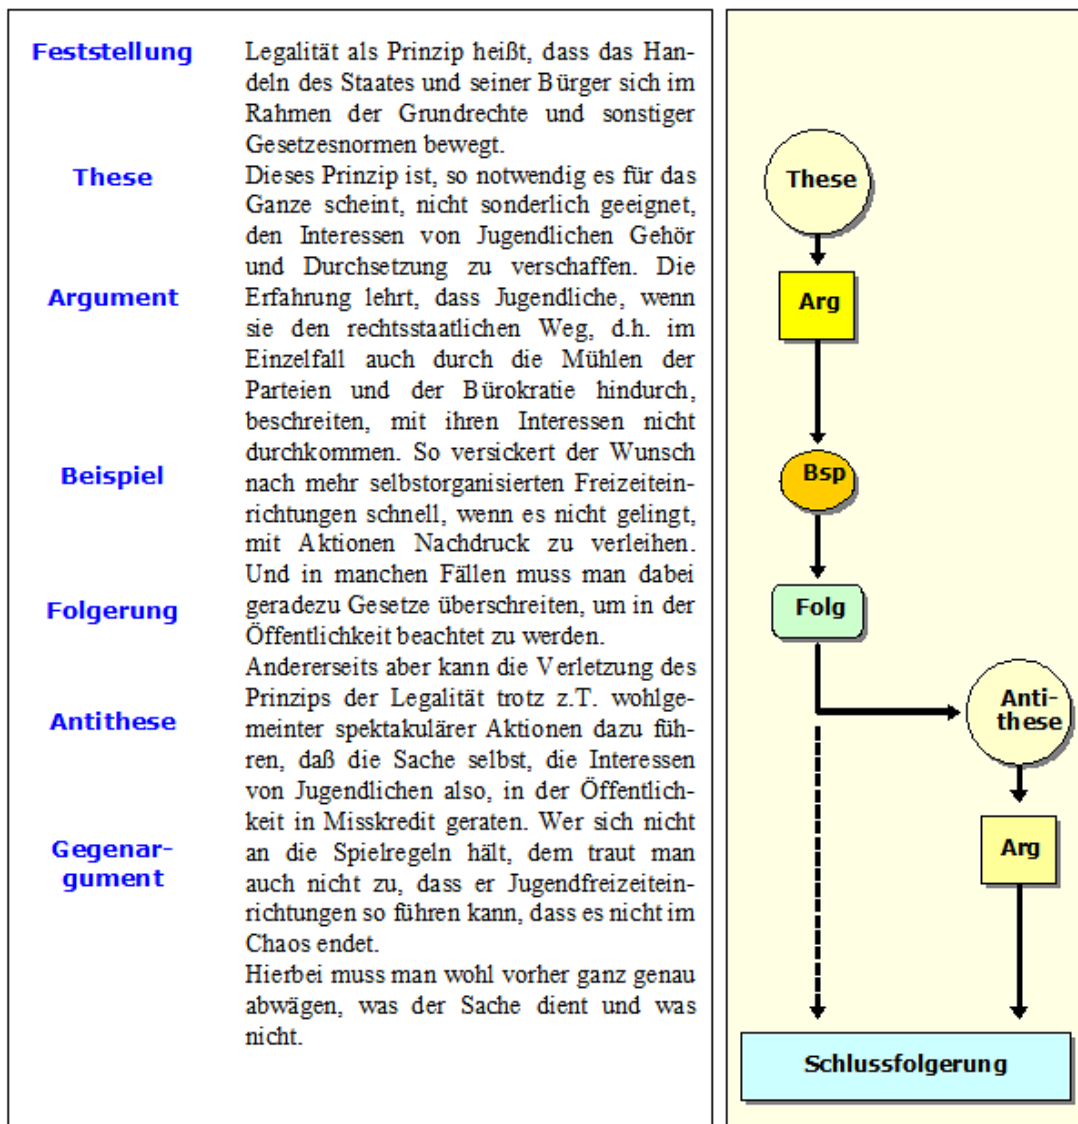 Feststellung
Legalität als Prinzip heißt, dass das Han-
deln des Staates und seiner Bürger sich im
Rahmen der Grundrechte und sonstiger
Gesetzesnormen bewegt.
These
Dieses Prinzip ist, so notwendig es für das
Ganze scheint, nicht sonderlich geeignet,
den Interessen von Jugendlichen Gehör
und Durchsetzung zu verschaffen. Die
Argument
Erfahrung lehrt, dass Jugendliche, wenn
sie den rechtsstaatlichen Weg, d.h. im
Einzelfall auch durch die Mühlen der
Parteien und der Bürokratie hindurch,
beschreiten, mit ihren Interessen nicht
durchkommen. So versickert der Wunsch
Beispiel
nach mehr selbstorganisierten Freizeitein-
richtungen schnell, wenn es nicht gelingt,
mit Aktionen Nachdruck zu verleihen.
Und in manchen Fällen muss man dabei
Folgerung
geradezu Gesetze überschreiten, um in der
Öffentlichkeit beachtet zu werden.
Andererseits aber kann die Verletzung des
Prinzips der Legalität trotz z.T. wohlge-
Antithese
meinter spektakulärer Aktionen dazu füh-
ren, daß die Sache selbst, die Interessen
von Jugendlichen also, in der Öffentlich-
keit in Misskredit geraten. Wer sich nicht
Gegenar-
gument
an die Spielregeln hält, dem traut man
auch nicht zu, dass er Jugendfreizeitein-
richtungen so führen kann, dass es nicht im
Chaos endet.
Hierbei muss man wohl vorher ganz genau
abwägen, was der Sache dient und was
nicht.
These
Arg
Bsp
Folg
Anti-
these
Arg
Schlussfolgerung